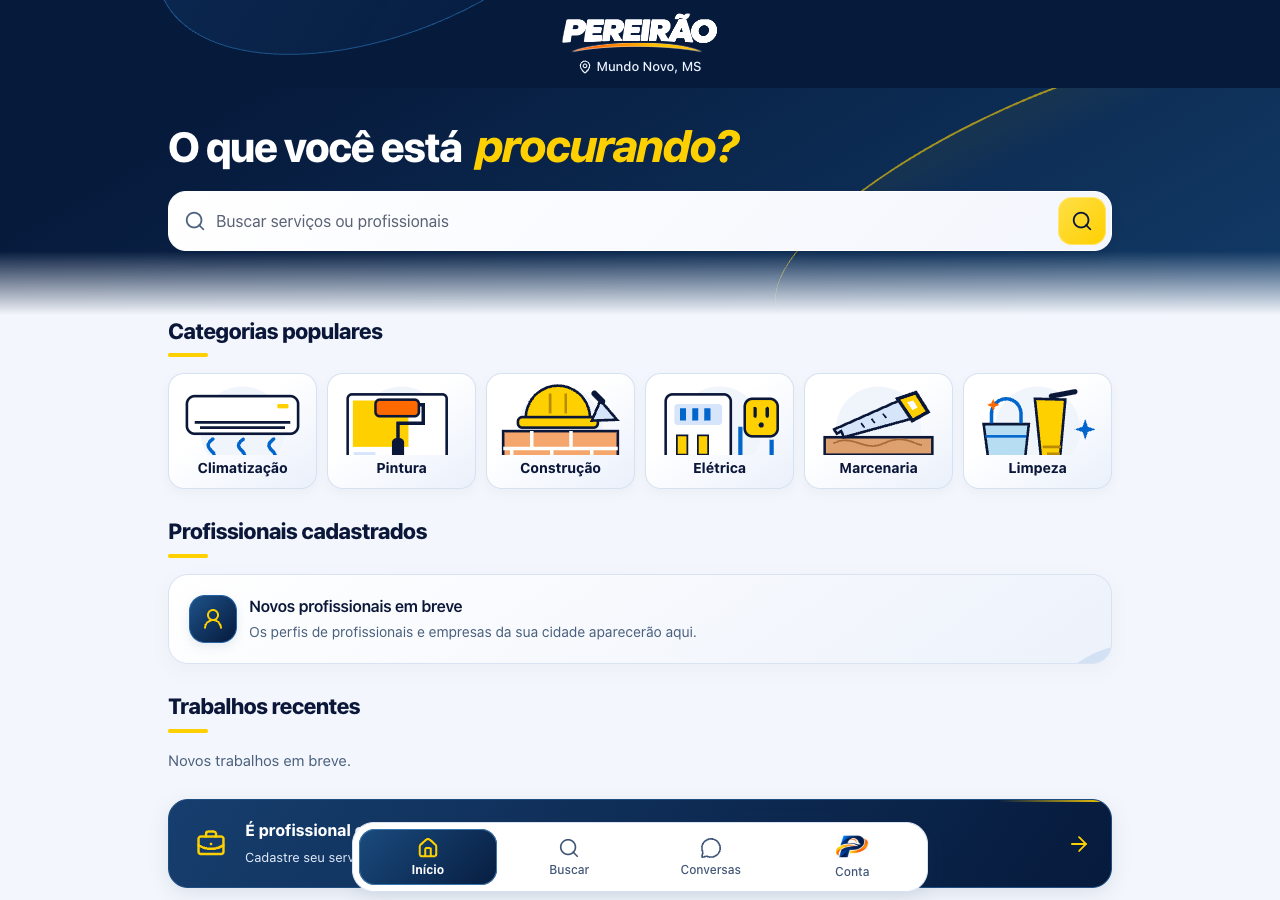 PEREIRÃO
Mundo Novo, MS
O que você está procurando?
Buscar serviços ou profissionais
Categorias populares
Climatização
Pintura
Construção
Elétrica
Marcenaria
Limpeza
Profissionais cadastrados
Novos profissionais em breve
Os perfis de profissionais e empresas da sua cidade aparecerão aqui.
Trabalhos recentes
Novos trabalhos em breve.
É profissional
Cadastre seu
Início
Buscar
Conversas
Conta